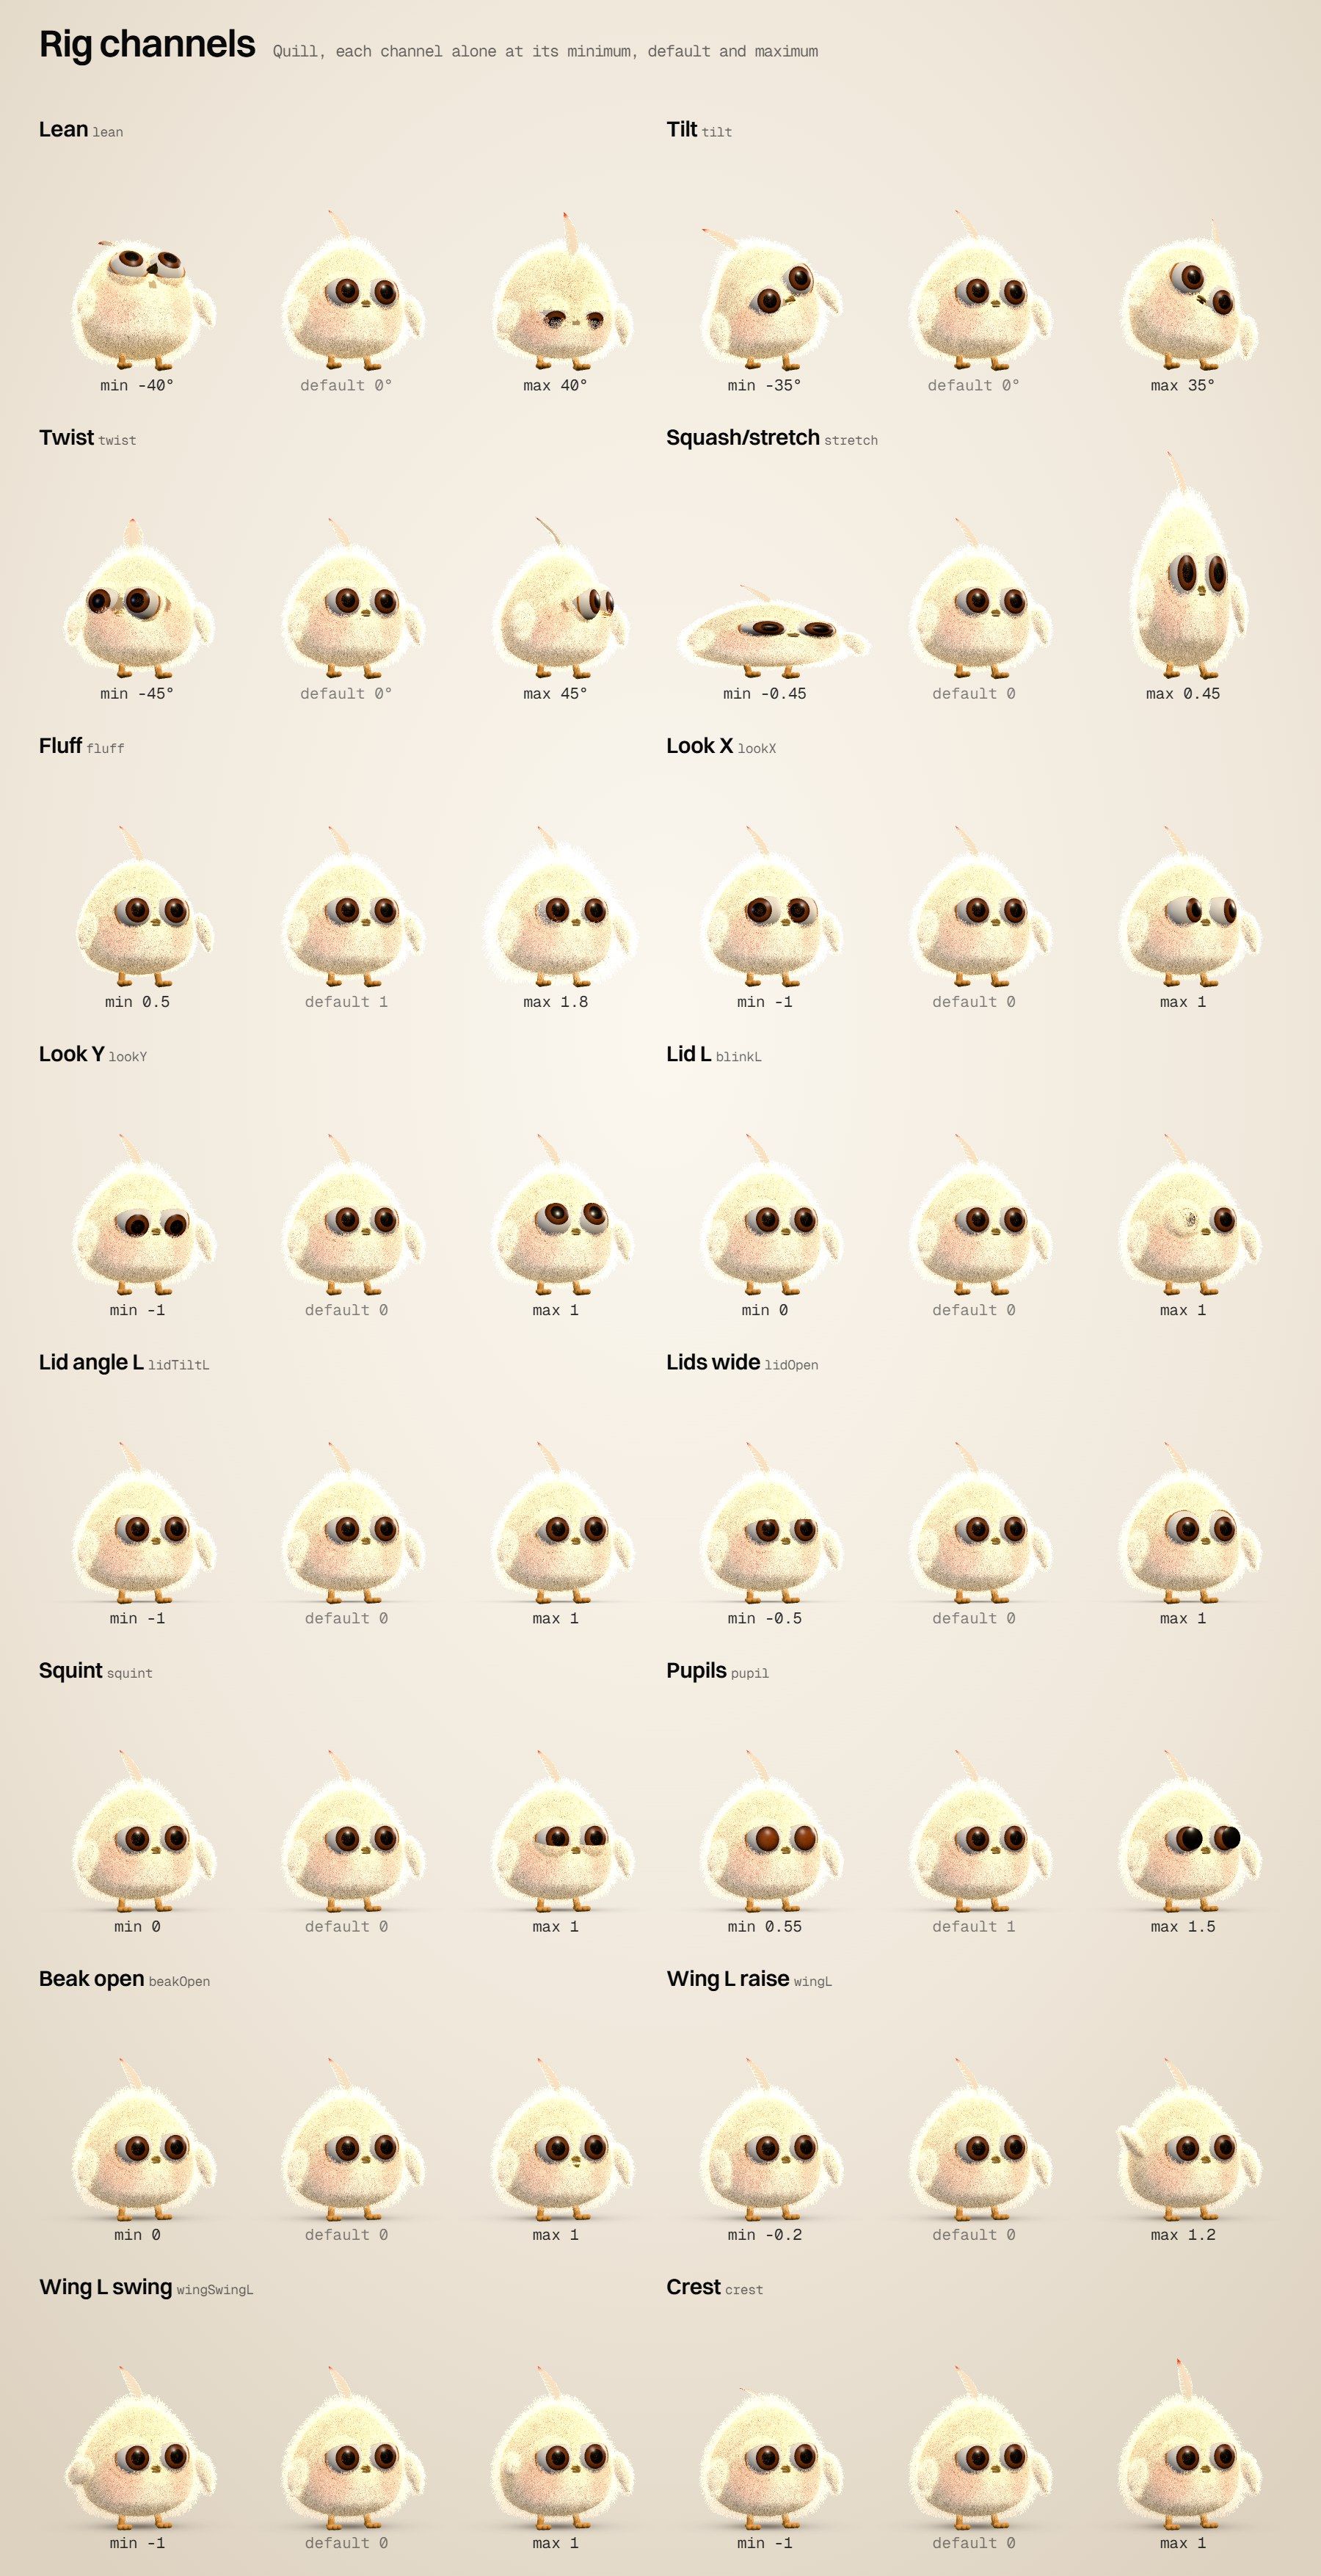 Rig channels Quill, each channel alone at its minimum, default and maximum
Lean lean
Tilt tilt
min -40° default 0° max 40° min -35° default 0° max 35°
Twist twist
Squash/stretch stretch
min -45° default 0° max 45° min -0.45 default 0 max 0.45
Fluff fluff
Look X lookX
min 0.5 default 1 max 1.8 min -1 default 0 max 1
Look Y lookY
Lid L blinkL
min -1 default 0 max 1 min 0 default 0 max 1
Lid angle L lidTiltL
Lids wide lidOpen
min -1 default 0 max 1 min -0.5 default 0 max 1
Squint squint
Pupils pupil
min 0 default 0 max 1 min 0.55 default 1 max 1.5
Beak open beakOpen
Wing L raise wingL
min 0 default 0 max 1 min -0.2 default 0 max 1.2
Wing L swing wingSwingL
Crest crest
min -1 default 0 max 1 min -1 default 0 max 1